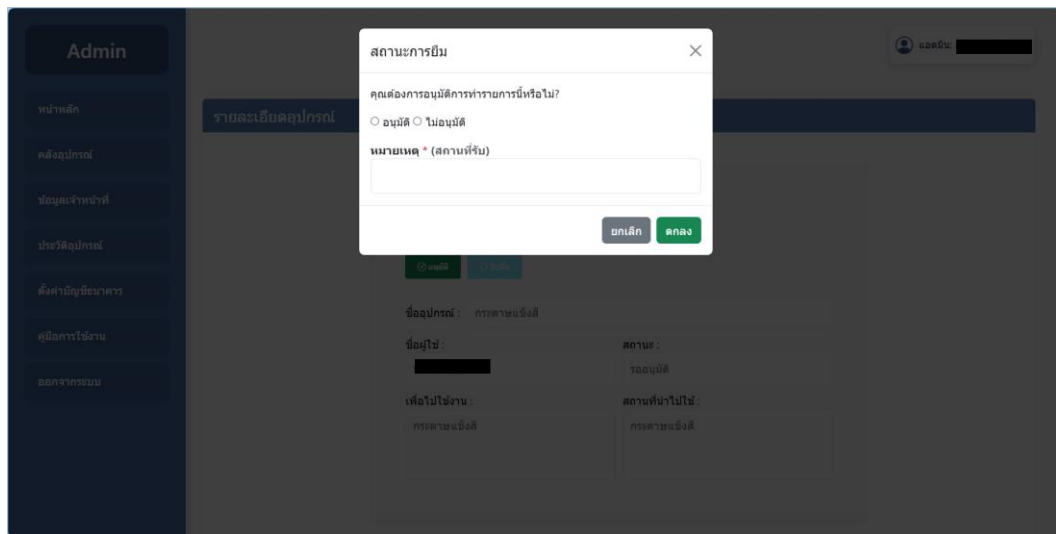 Admin
แอดมิน:
หน้าหลัก
คลังอุปกรณ์
ข้อมูลเจ้าหน้าที่
ประวัติอุปกรณ์
ตั้งค่าบัญชีธนาคาร
คู่มือการใช้งาน
ออกจากระบบ
รายละเอียดอุปกรณ์
สถานะการยืม
คุณต้องการอนุมัติการทำรายการนี้หรือไม่?
อนุมัติ ไม่อนุมัติ
หมายเหตุ * (สถานที่รับ)
ยกเลิก ตกลง
อนุมัติ
ชื่ออุปกรณ์ : กระดาษแข็งสี
ชื่อผู้ใช้ : สถานะ :
รออนุมัติ
เพื่อไปใช้งาน : สถานที่นำไปใช้ :
กระดาษแข็งสี กระดาษแข็งสี